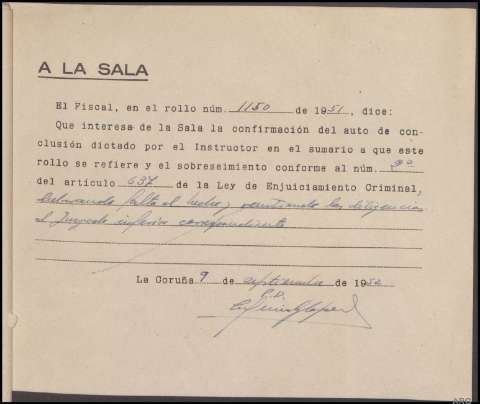 A LA SALA
El Fiscal, en el rollo núm. 1150 de 1951, dice:
Que interesa de la Sala la confirmación del auto de con-
clusión dictado por el Instructor en el sumario a que este
rollo se refiere y el sobreseimiento conforme al núm. 2º
del artículo 637 de la Ley de Enjuiciamiento Criminal,
falta el hecho, remitiendo las diligencias
al Juzgado inferior correspondiente
La Coruña 9 de septiembre de 1952